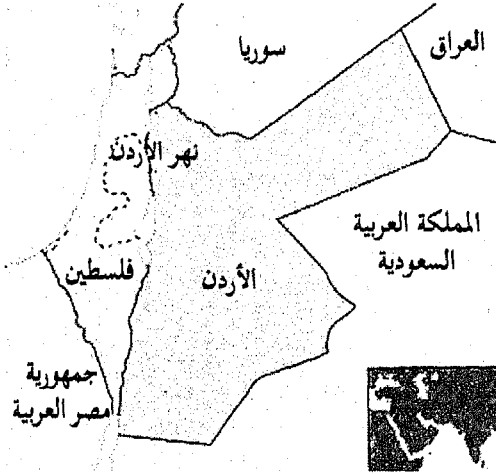 العراق
سوريا
نهر الأردن
المملكة العربية
السعودية
الأردن
فلسطين
جمهورية
مصر العربية